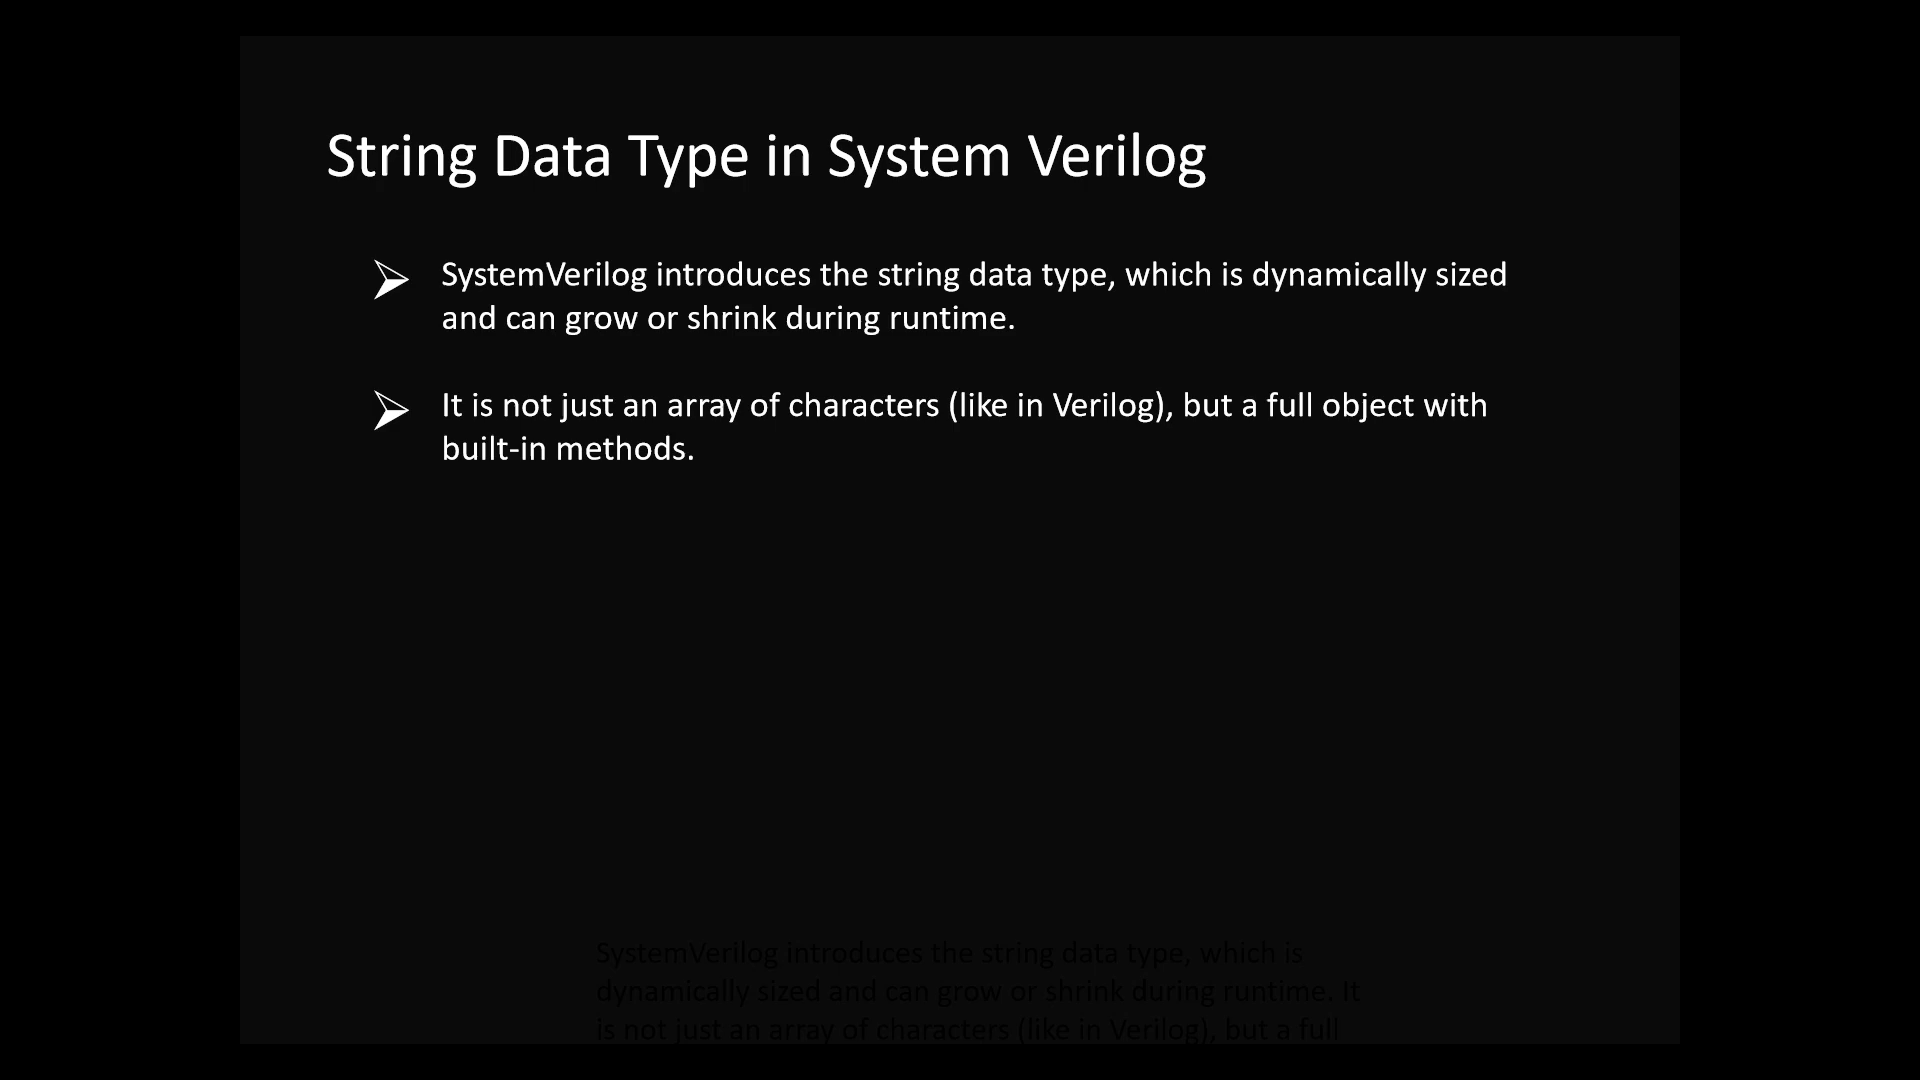 String Data Type in System Verilog
SystemVerilog introduces the string data type, which is dynamically sized
and can grow or shrink during runtime.
It is not just an array of characters (like in Verilog), but a full object with
built-in methods.
SystemVerilog introduces the string data type, which is
dynamically sized and can grow or shrink during runtime. It
is not just an array of characters (like in Verilog), but a full